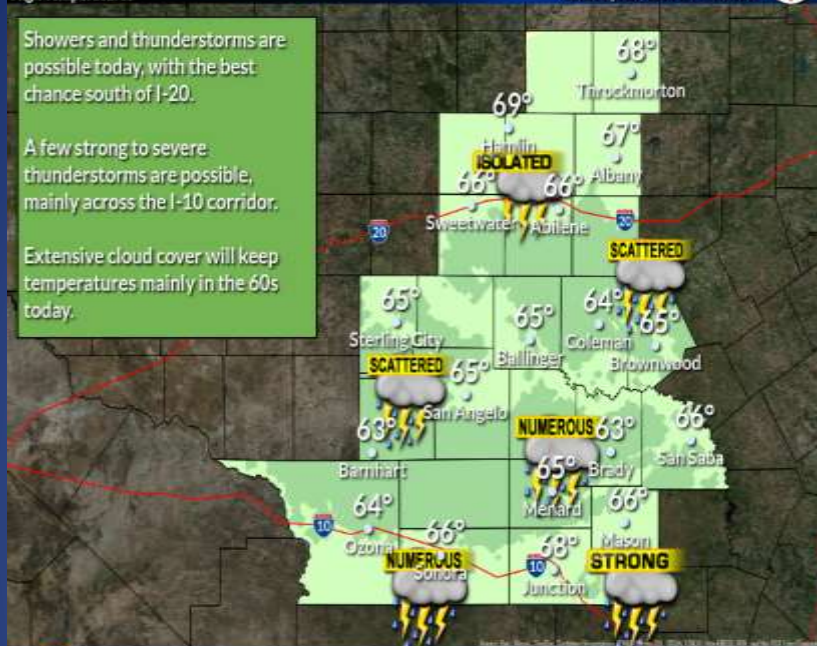 Showers and thunderstorms are
possible today, with the best
chance south of I-20.
A few strong to severe
thunderstorms are possible,
mainly across the I-10 corridor.
Extensive cloud cover will keep
temperatures mainly in the 60s
today.
68°
Throckmorton
69°
Hamlin
67°
Albany
ISOLATED
66°
Sweetwater
66°
Abilene
20
20
SCATTERED
65°
Sterling City
65°
Ballinger
64°
Coleman
65°
Brownwood
SCATTERED
65°
San Angelo
63°
Barnhart
NUMEROUS
63°
Brady
66°
San Saba
65°
Menard
64°
Ozona
66°
Mason
10
66°
Sonora
NUMEROUS
10
68°
Junction
STRONG